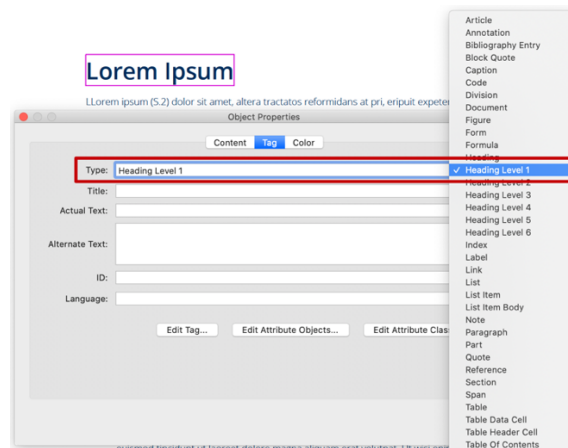 Lorem Ipsum
LLorem ipsum (S.2) dolor sit amet, altera tractatos reformidans at pri, eripuit expeten
Object Properties
Content Tag Color
Type: Heading Level 1
Title:
Actual Text:
Alternate Text:
ID:
Language:
Edit Tag... Edit Attribute Objects... Edit Attribute Clas
Article
Annotation
Bibliography Entry
Block Quote
Caption
Code
Division
Document
Figure
Form
Formula
Heading
✓ Heading Level 1
Heading Level 2
Heading Level 3
Heading Level 4
Heading Level 5
Heading Level 6
Index
Label
Link
List
List Item
List Item Body
Note
Paragraph
Part
Quote
Reference
Section
Span
Table
Table Data Cell
Table Header Cell
Table Of Contents